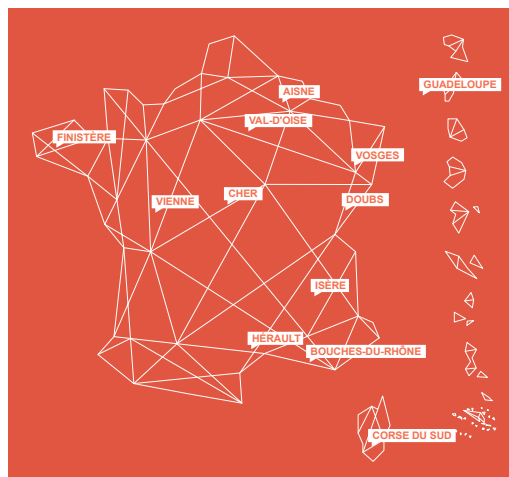 AISNE
GUADELOUPE
VAL-D'OISE
FINISTÈRE
VOSGES
CHER
VIENNE
DOUBS
ISÈRE
HÉRAULT
BOUCHES-DU-RHÔNE
CORSE DU SUD